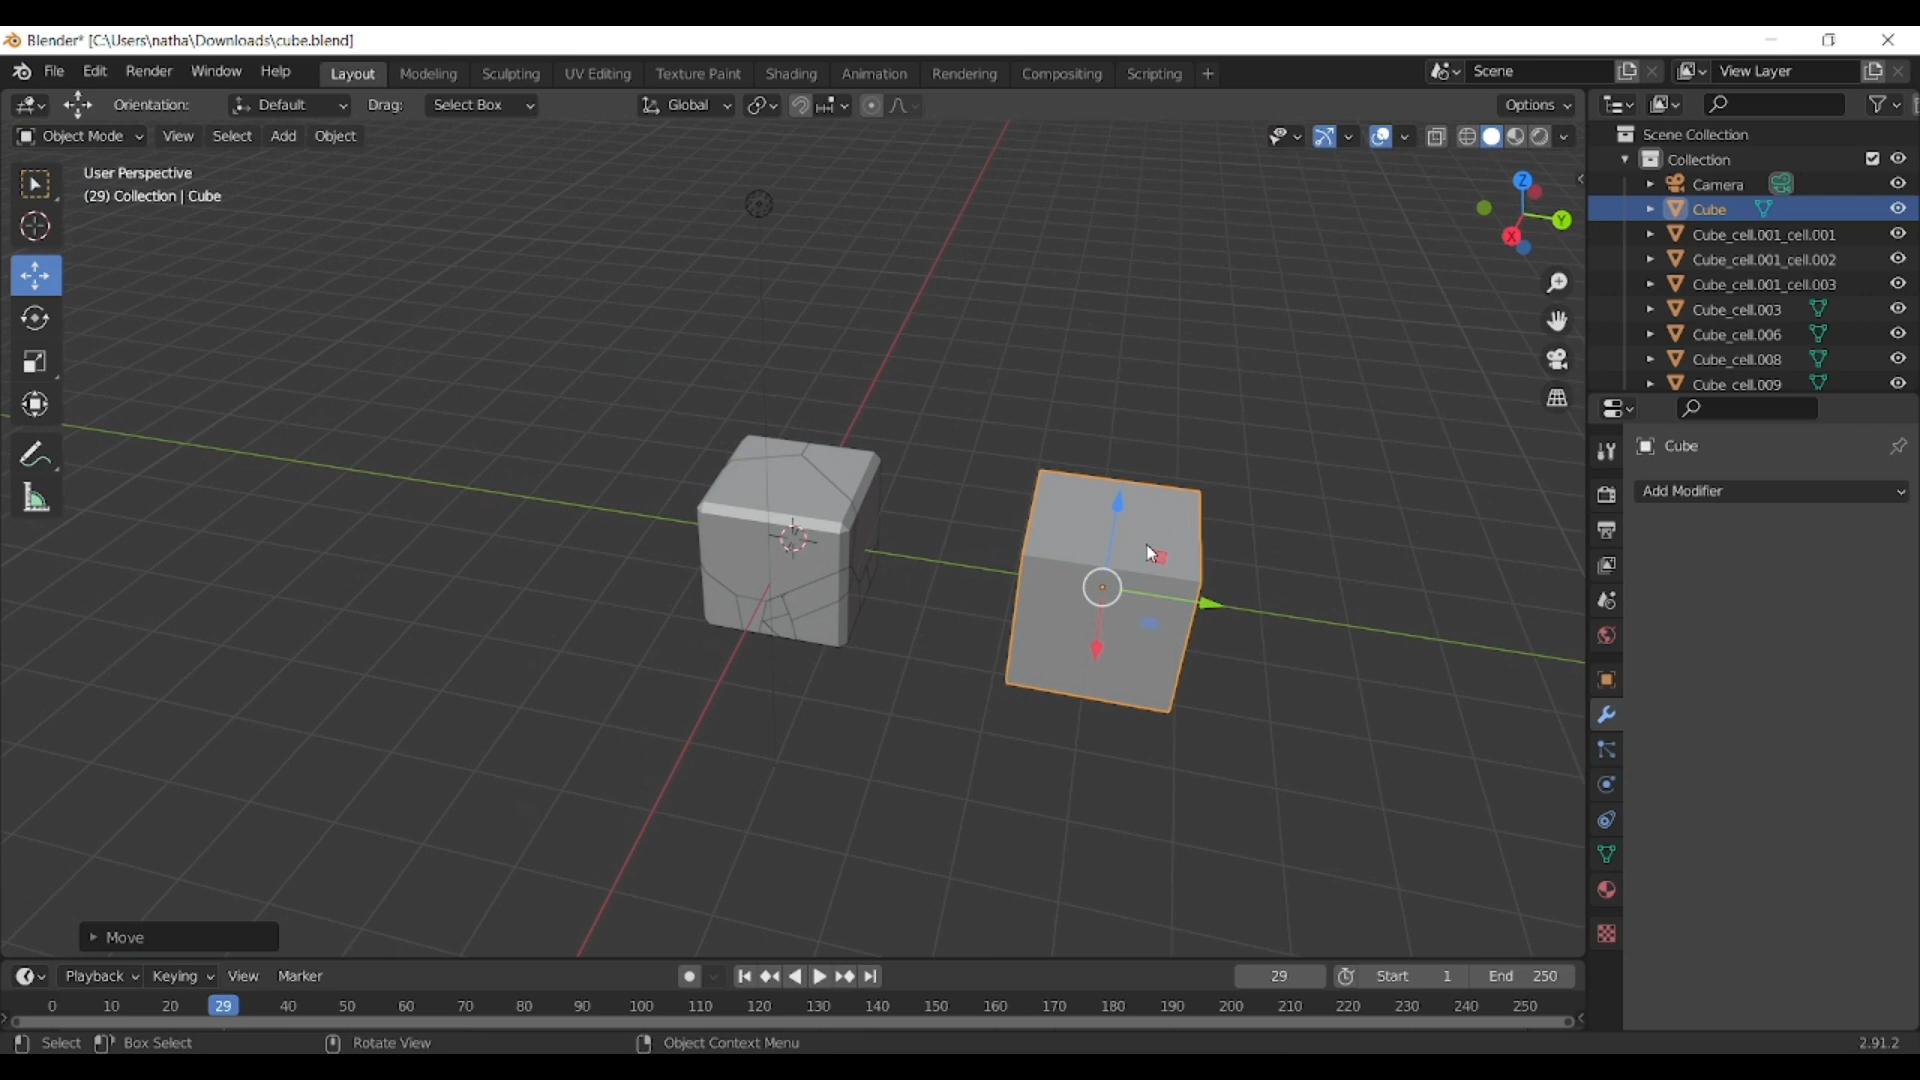 Blender* [C:\Users\natha\Downloads\cube.blend]
File Edit Render Window Help Layout Modeling Sculpting UV Editing Texture Paint Shading Animation Rendering Compositing Scripting + Scene View Layer
Orientation: Default Drag: Select Box Global Options
Object Mode View Select Add Object
User Perspective
(29) Collection | Cube
Z
Y
X
Scene Collection
Collection
Camera
Cube
Cube_cell.001_cell.001
Cube_cell.001_cell.002
Cube_cell.001_cell.003
Cube_cell.003
Cube_cell.006
Cube_cell.008
Cube_cell.009
Cube
Add Modifier
Move
Playback Keying View Marker 29 Start 1 End 250
0 10 20 29 40 50 60 70 80 90 100 110 120 130 140 150 160 170 180 190 200 210 220 230 240 250
Select Box Select Rotate View Object Context Menu 2.91.2